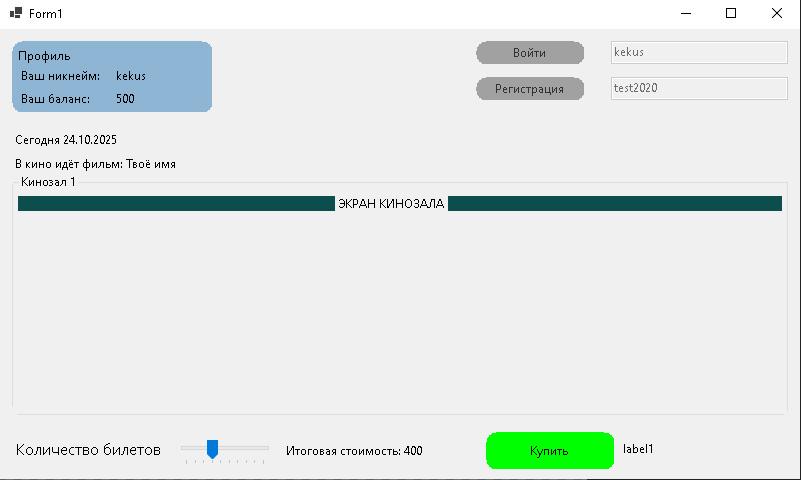 Form1
Профиль
Ваш никнейм: kekus
Ваш баланс: 500
Войти
kekus
Регистрация
test2020
Сегодня 24.10.2025
В кино идёт фильм: Твоё имя
Кинозал 1
ЭКРАН КИНОЗАЛА
Количество билетов
Итоговая стоимость: 400
Купить
label1